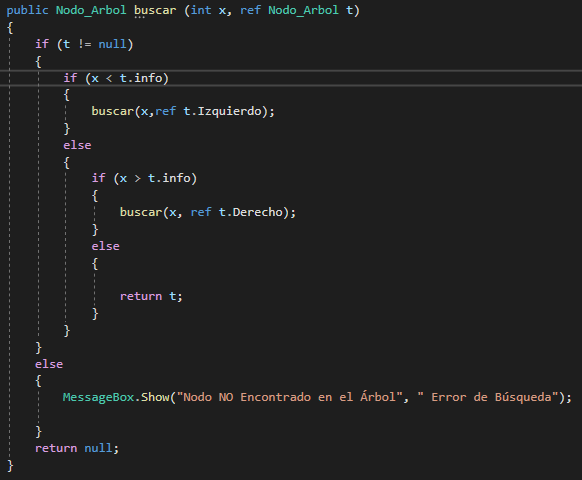 public Nodo_Arbol buscar (int x, ref Nodo_Arbol t)
{
if (t != null)
{
if (x < t.info)
{
buscar(x,ref t.Izquierdo);
}
else
{
if (x > t.info)
{
buscar(x, ref t.Derecho);
}
else
{
return t;
}
}
}
else
{
MessageBox.Show("Nodo NO Encontrado en el Árbol", " Error de Búsqueda");
}
return null;
}